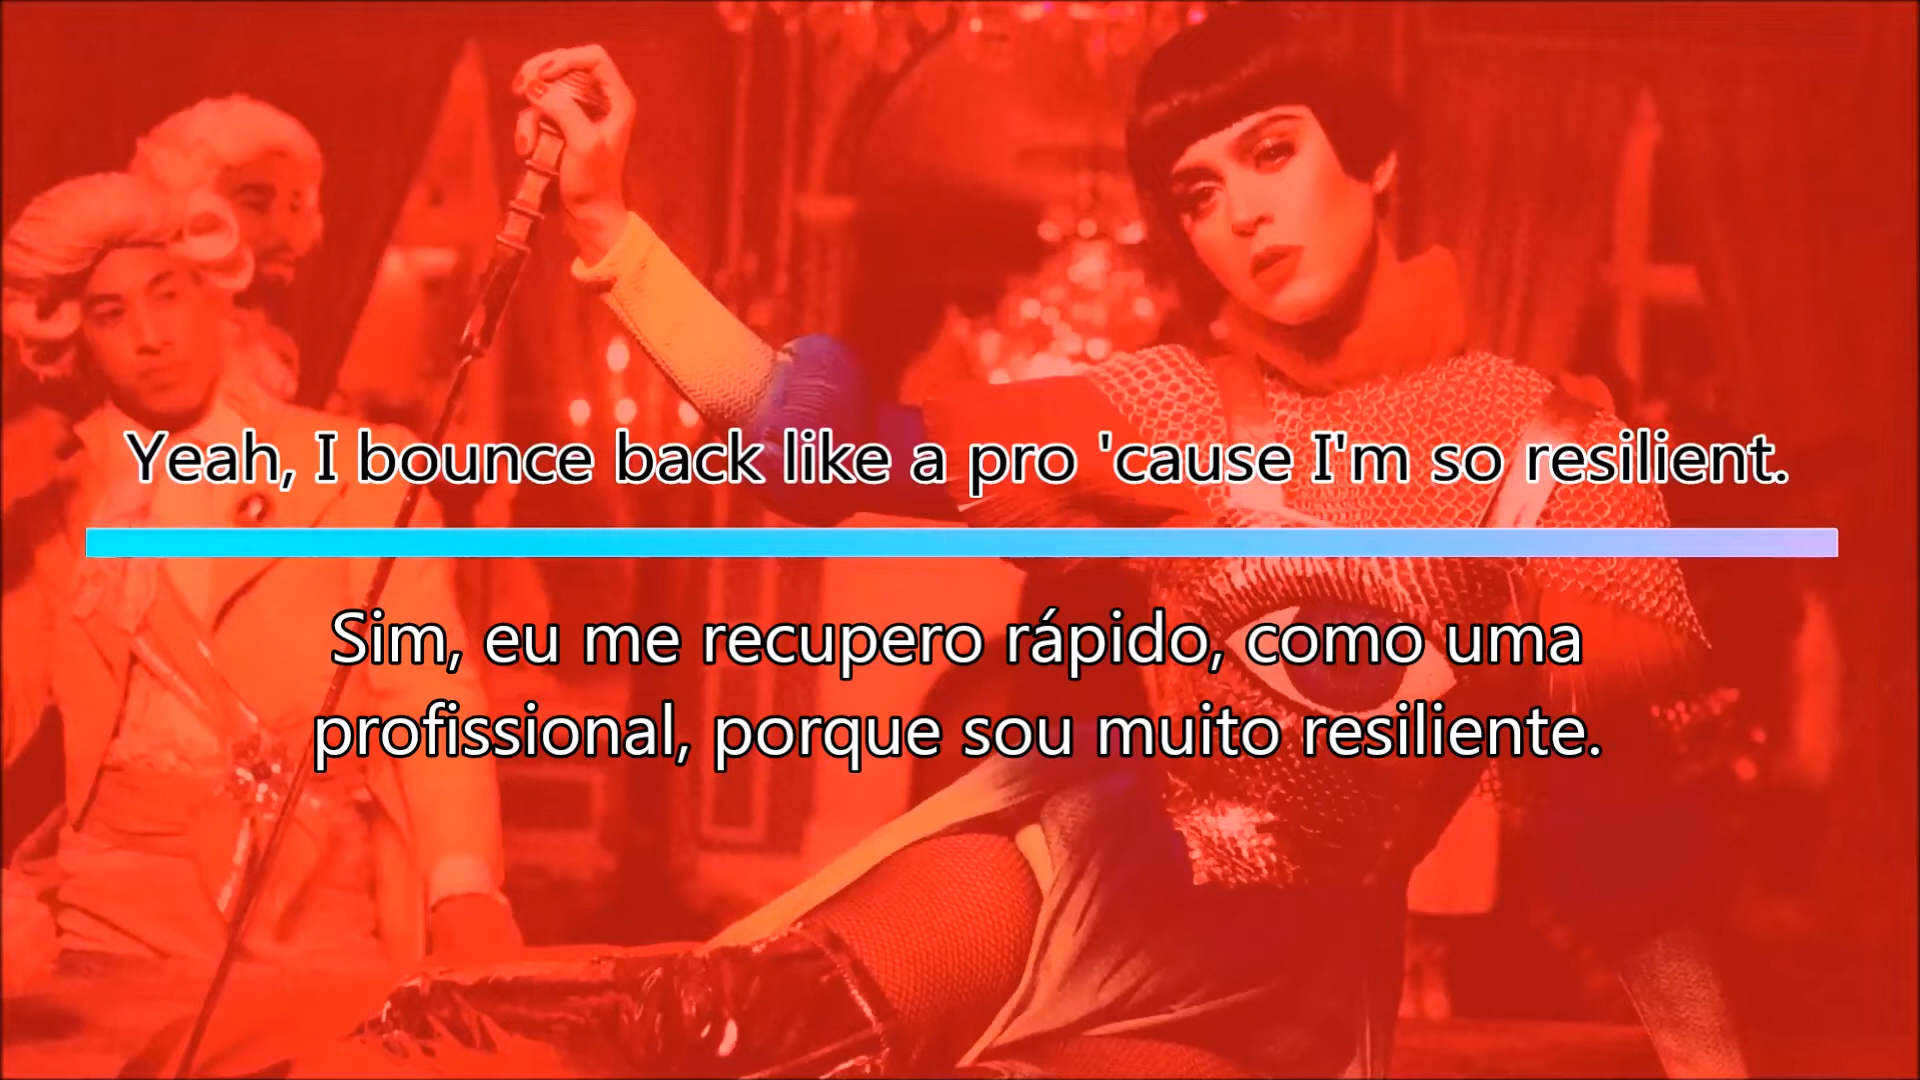 Yeah, I bounce back like a pro 'cause I'm so resilient.
Sim, eu me recupero rápido, como uma
profissional, porque sou muito resiliente.